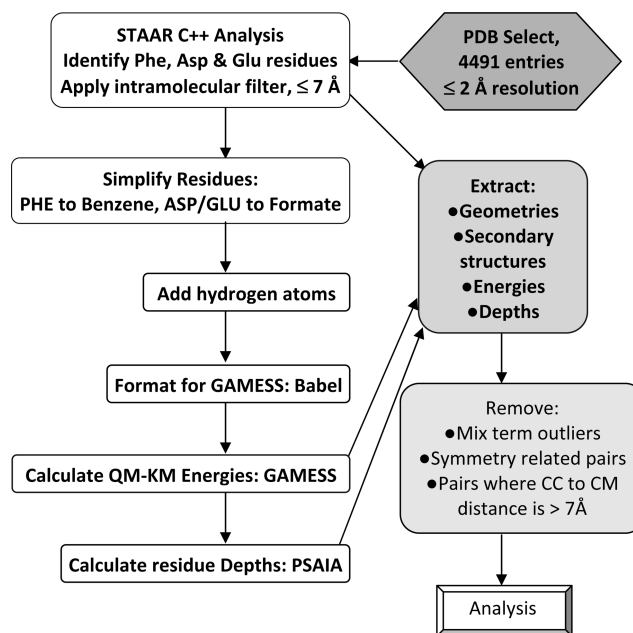 STAAR C++ Analysis
Identify Phe, Asp & Glu residues
Apply intramolecular filter, ≤ 7 Å
PDB Select,
4491 entries
≤ 2 Å resolution
Simplify Residues:
PHE to Benzene, ASP/GLU to Formate
Add hydrogen atoms
Format for GAMESS: Babel
Calculate QM-KM Energies: GAMESS
Calculate residue Depths: PSAIA
Extract:
●Geometries
●Secondary
structures
●Energies
●Depths
Remove:
●Mix term outliers
●Symmetry related pairs
●Pairs where CC to CM
distance is > 7Å
Analysis